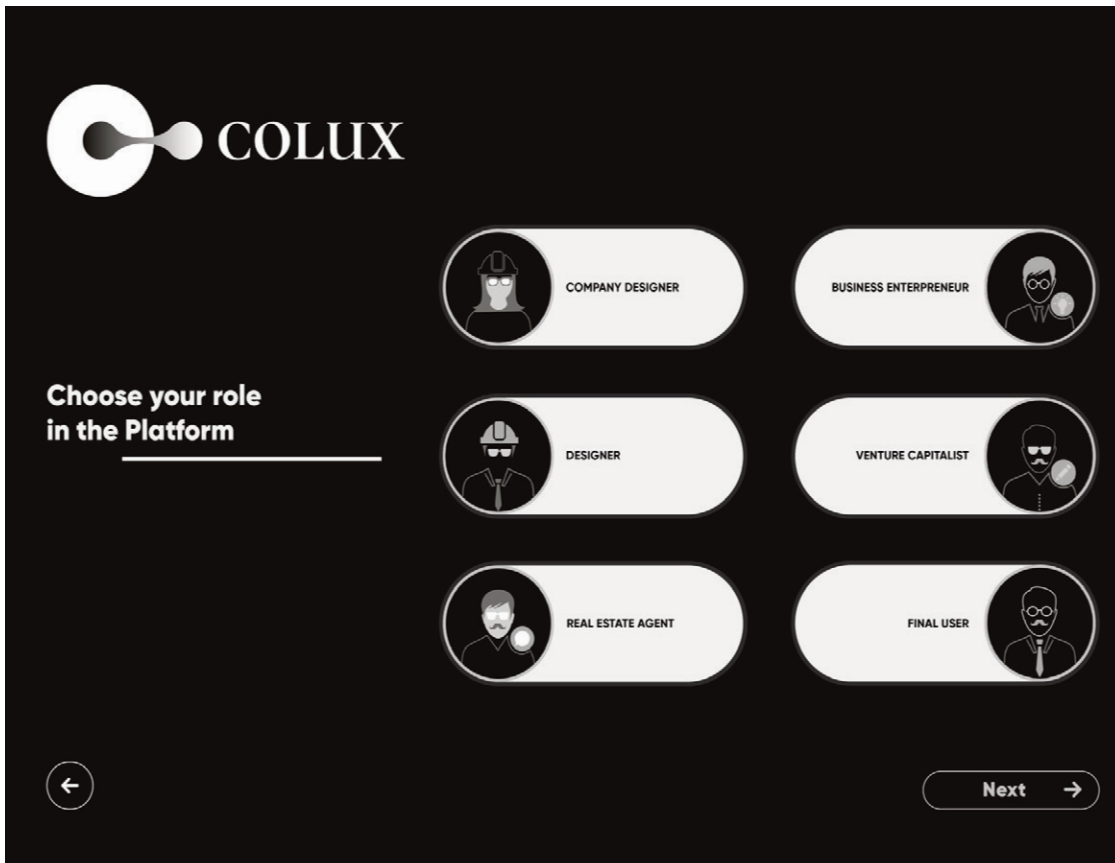 COLUX
Choose your role
in the Platform
COMPANY DESIGNER
BUSINESS ENTERPRENEUR
DESIGNER
VENTURE CAPITALIST
REAL ESTATE AGENT
FINAL USER
Next